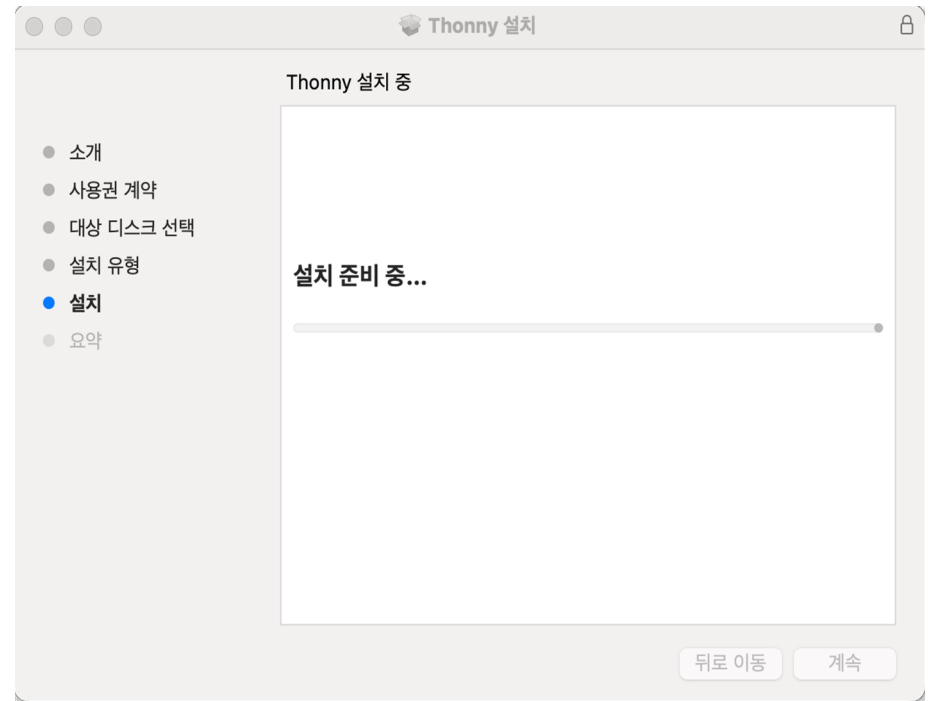 Thonny 설치
Thonny 설치 중
소개
사용권 계약
대상 디스크 선택
설치 유형
설치
요약
설치 준비 중...
뒤로 이동
계속